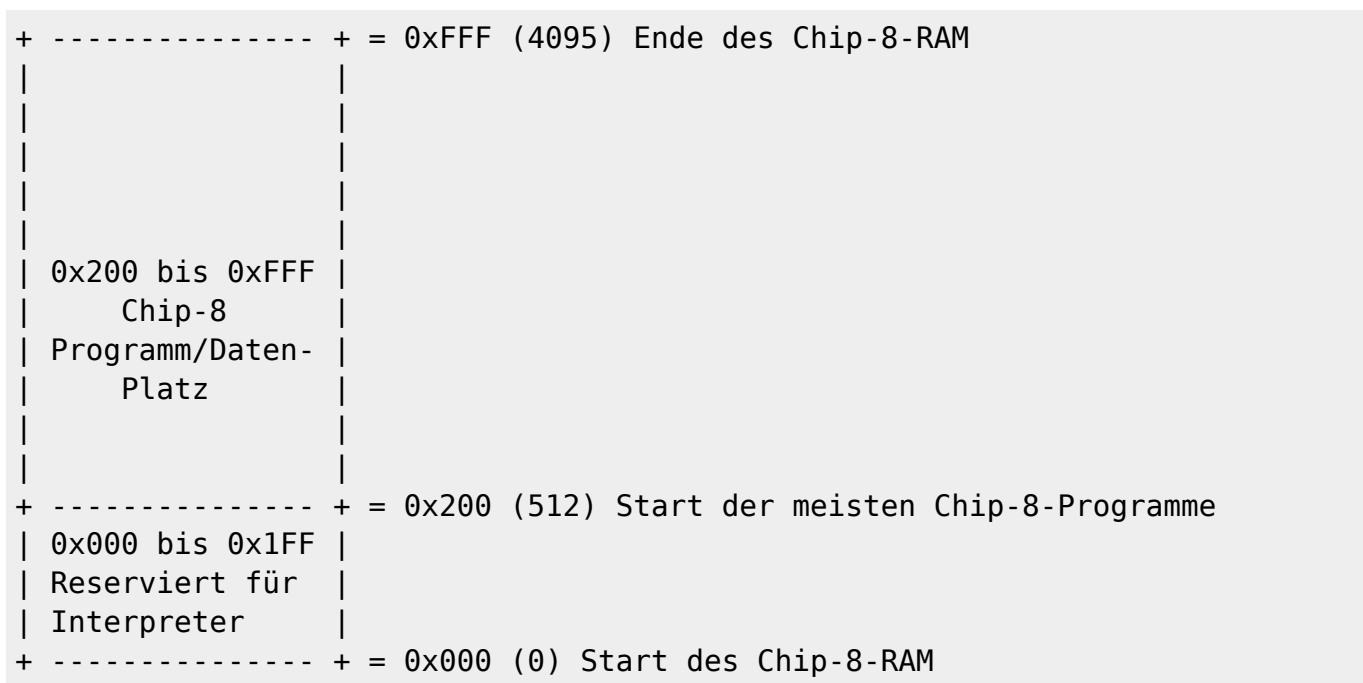 + --------------- + = 0xFFF (4095) Ende des Chip-8-RAM
|                 |
|                 |
|                 |
|                 |
|                 |
| 0x200 bis 0xFFF |
|     Chip-8      |
| Programm/Daten- |
|     Platz       |
|                 |
|                 |
+ --------------- + = 0x200 (512) Start der meisten Chip-8-Programme
| 0x000 bis 0x1FF |
| Reserviert für  |
| Interpreter     |
+ --------------- + = 0x000 (0) Start des Chip-8-RAM